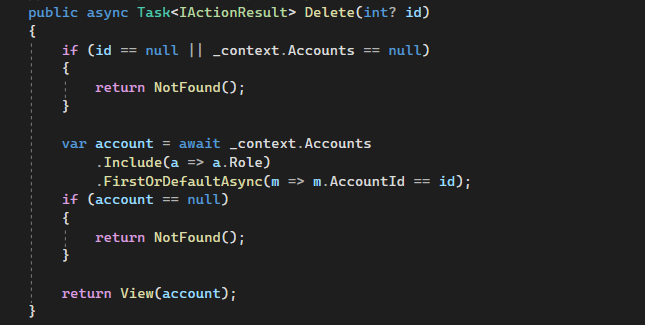 public async Task<IActionResult> Delete(int? id)
{
    if (id == null || _context.Accounts == null)
    {
        return NotFound();
    }

    var account = await _context.Accounts
        .Include(a => a.Role)
        .FirstOrDefaultAsync(m => m.AccountId == id);
    if (account == null)
    {
        return NotFound();
    }

    return View(account);
}